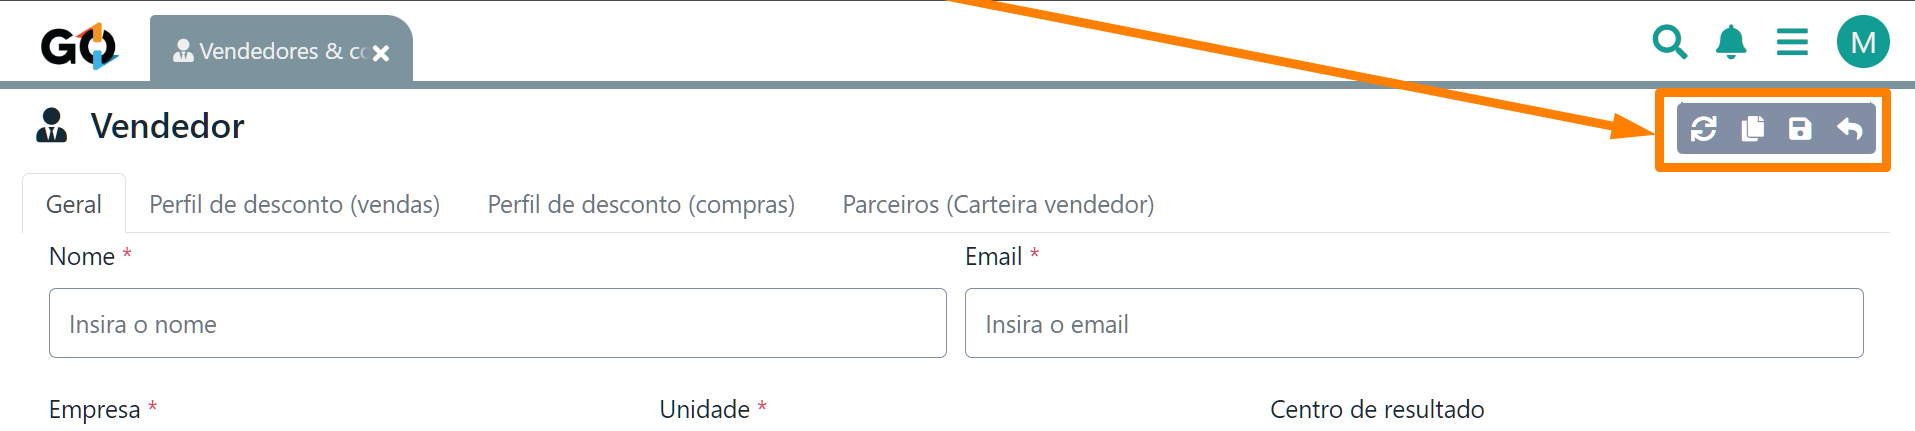 GO
Vendedores & co
M
Vendedor
Geral
Perfil de desconto (vendas)
Perfil de desconto (compras)
Parceiros (Carteira vendedor)
Nome *
Email *
Insira o nome
Insira o email
Empresa *
Unidade *
Centro de resultado